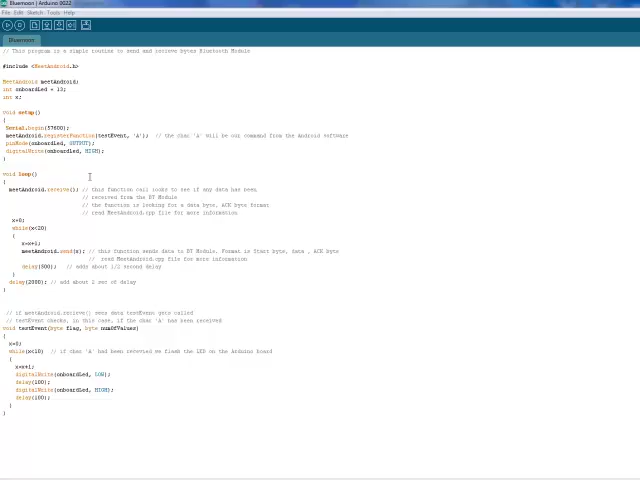 Bluemoon | Arduino 0022
File Edit Sketch Tools Help
Bluemoon
// This program is a simple routine to send and recieve bytes Bluetooth Module
#include <MeetAndroid.h>
MeetAndroid meetAndroid;
int onboardLed = 13;
int x;
void setup()
{
Serial.begin(57600);
meetAndroid.registerFunction(testEvent, 'A'); // the char 'A' will be our command from the Android software
pinMode(onboardLed, OUTPUT);
digitalWrite(onboardLed, HIGH);
}
void loop()
{
meetAndroid.receive(); // this function call looks to see if any data has been
// received from the BT Module
// the function is looking for a data byte, ACK byte format
// read MeetAndroid.cpp file for more information
x=0;
while(x<20)
{
x=x+1;
meetAndroid.send(x); // this function sends data to BT Module. Format is Start byte, data , ACK byte
// read MeetAndroid.cpp file for more information
delay(500); // adds about 1/2 second delay
}
delay(2000); // add about 2 sec of delay
}
// if meetAndroid.recieve() sees data testEvent gets called
// testEvent checks, in this case, if the char 'A' has been received
void testEvent(byte flag, byte numOfValues)
{
x=0;
while(x<10) // if char 'A' had been recevied we flash the LED on the Arduino board
{
x=x+1;
digitalWrite(onboardLed, LOW);
delay(100);
digitalWrite(onboardLed, HIGH);
delay(100);
}
}